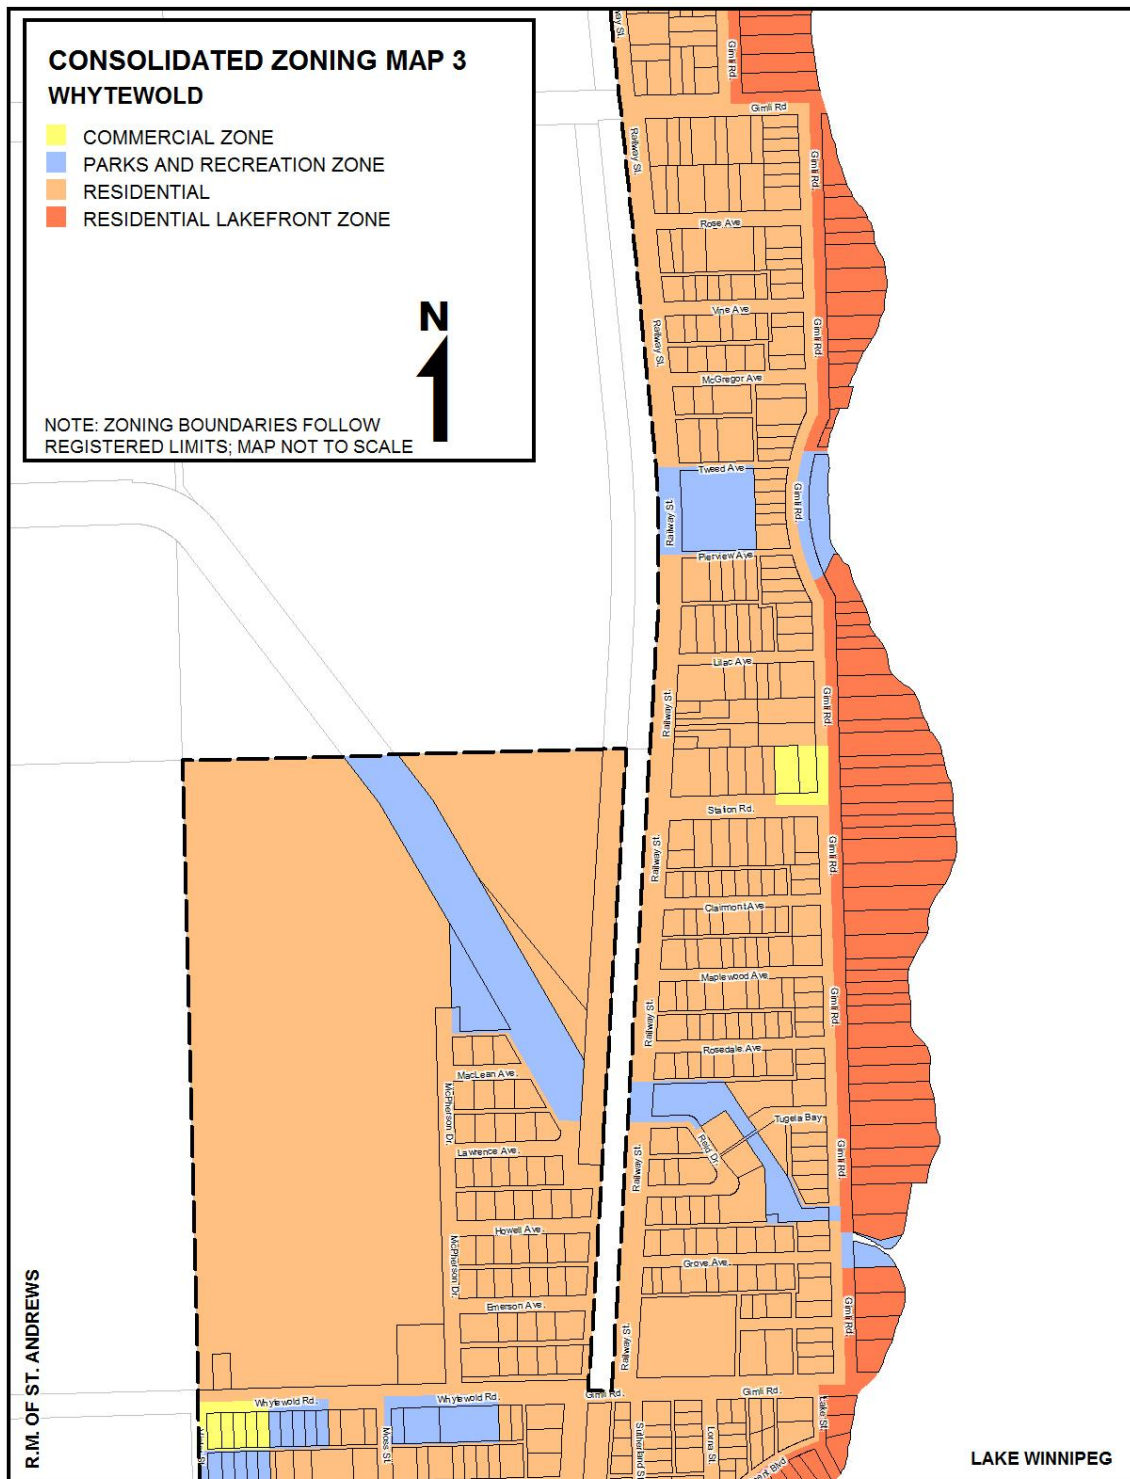 CONSOLIDATED ZONING MAP 3
WHYTEWOLD
COMMERCIAL ZONE
PARKS AND RECREATION ZONE
RESIDENTIAL
RESIDENTIAL LAKEFRONT ZONE
N
NOTE: ZONING BOUNDARIES FOLLOW
REGISTERED LIMITS; MAP NOT TO SCALE
Gimli Rd.
Gimli Rd
Railway St.
Gimli Rd.
Rose Ave
Vine Ave
Railway St.
Gimli Rd.
McGregor Ave
Tweed Ave
Railway St.
Gimli Rd.
Pierview Ave
Lilac Ave
Railway St.
Gimli Rd.
Station Rd.
Railway St.
Gimli Rd.
Clairmont Ave
Maplewood Ave
Railway St.
Gimli Rd.
Rosedale Ave
MacLean Ave.
McPherson Dr.
Tugela Bay
Reid Dr.
Railway St.
Gimli Rd.
Lawrence Ave.
Howell Ave.
McPherson Dr.
Grove Ave.
Emerson Ave.
Railway St.
Gimli Rd.
R.M. OF ST. ANDREWS
Whytewold Rd.
Whytewold Rd.
Gimli Rd.
Gimli Rd.
Lake St.
Moss St.
Sutherland S
Lorna St.
LAKE WINNIPEG